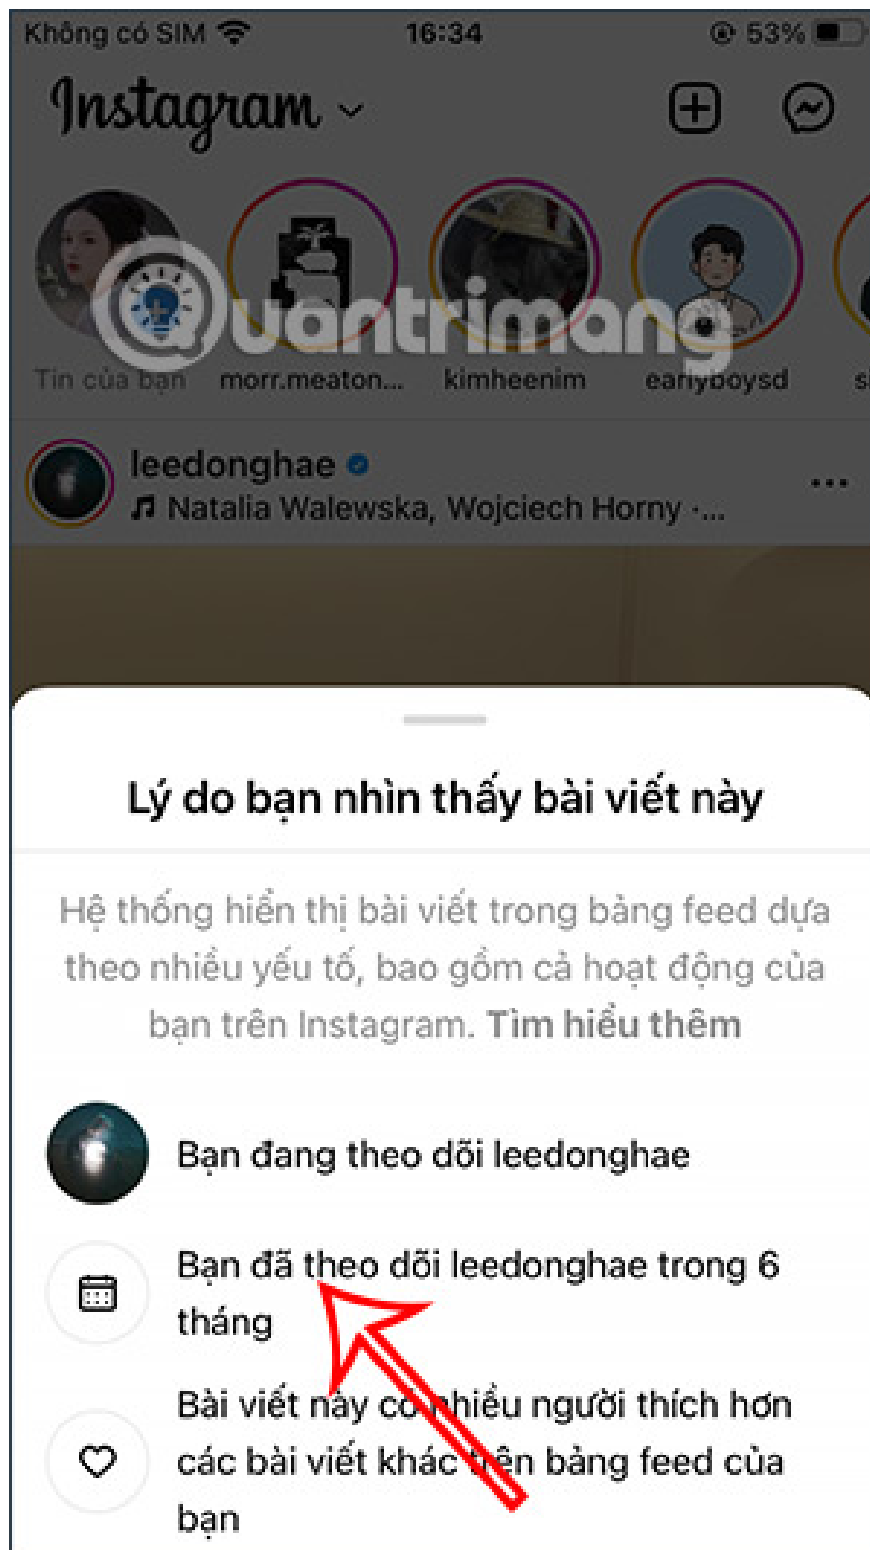 Không có SIM 16:34 53%
Instagram
Quantrimang
Tin của bạn morr.meaton... kimheenim earlyboysd
leedonghae
Natalia Walewska, Wojciech Horny ·...
Lý do bạn nhìn thấy bài viết này
Hệ thống hiển thị bài viết trong bảng feed dựa
theo nhiều yếu tố, bao gồm cả hoạt động của
bạn trên Instagram. Tìm hiểu thêm
Bạn đang theo dõi leedonghae
Bạn đã theo dõi leedonghae trong 6
tháng
Bài viết này có nhiều người thích hơn
các bài viết khác trên bảng feed của
bạn